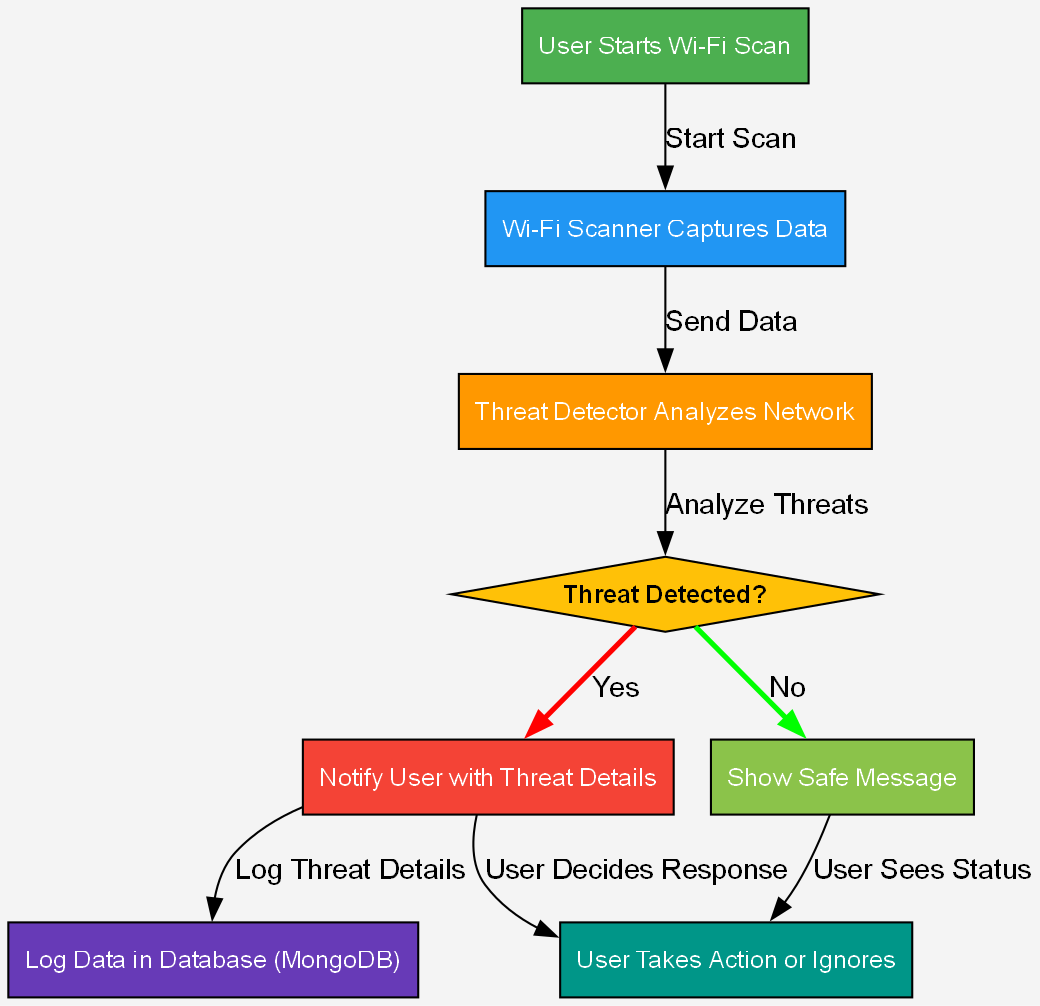 User Starts Wi-Fi Scan
Start Scan
Wi-Fi Scanner Captures Data
Send Data
Threat Detector Analyzes Network
Analyze Threats
Threat Detected?
Yes
No
Notify User with Threat Details
Show Safe Message
Log Threat Details
User Decides Response
User Sees Status
Log Data in Database (MongoDB)
User Takes Action or Ignores